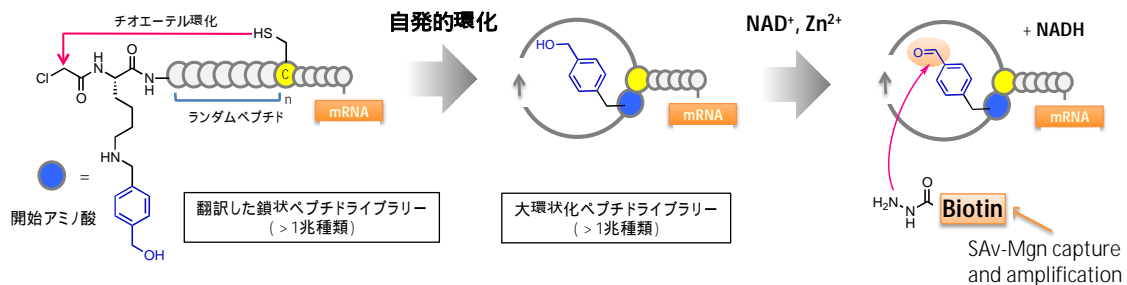 チオエーテル環化
HS
Cl
O
H
N
O
N
H
C
n
ランダムペプチド
mRNA
HN
OH
=
開始アミノ酸
翻訳した鎖状ペプチドライブラリー
( > 1兆種類)
自発的環化
HO
mRNA
大環状化ペプチドライブラリー
( > 1兆種類)
NAD⁺, Zn²⁺
+ NADH
O
mRNA
H₂N
N
H
O
Biotin
SAv-Mgn capture
and amplification